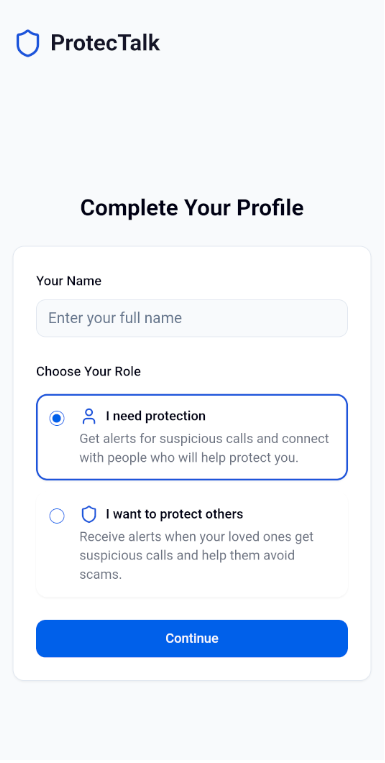 ProtecTalk
Complete Your Profile
Your Name
Enter your full name
Choose Your Role
I need protection
Get alerts for suspicious calls and connect
with people who will help protect you.
I want to protect others
Receive alerts when your loved ones get
suspicious calls and help them avoid
scams.
Continue